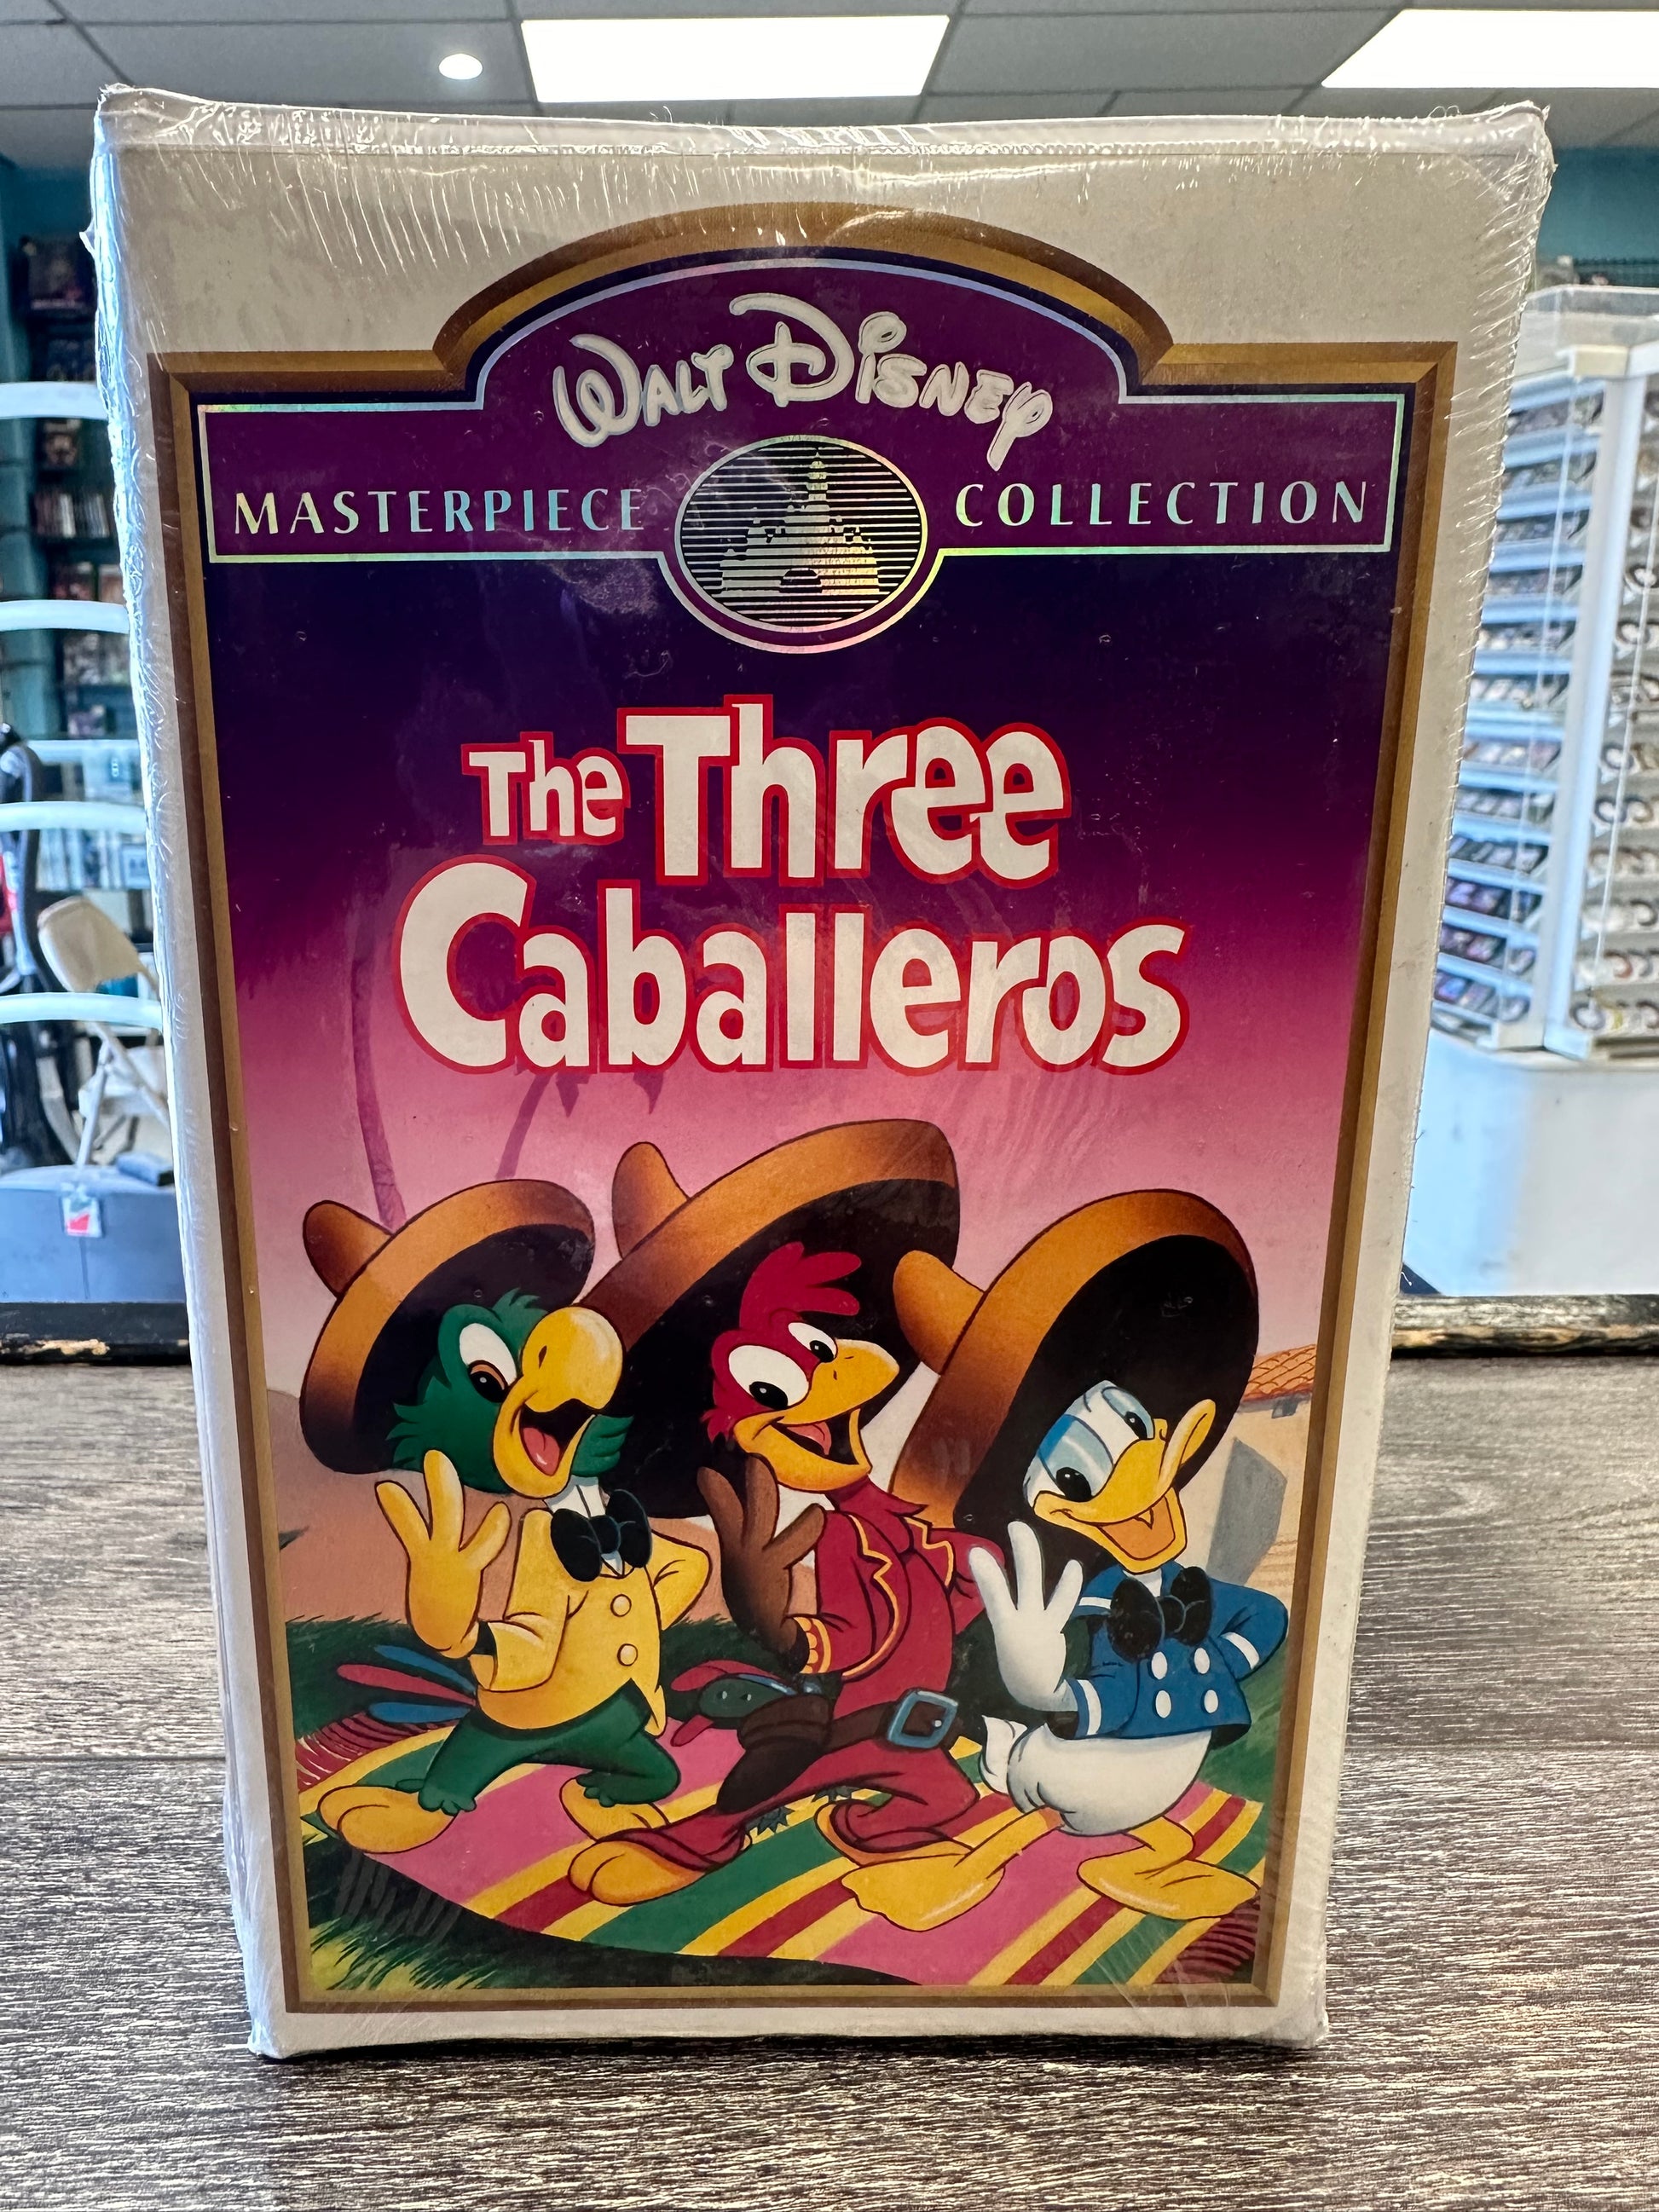 WALT DISNEY
MASTERPIECE COLLECTION
The Three
Caballeros